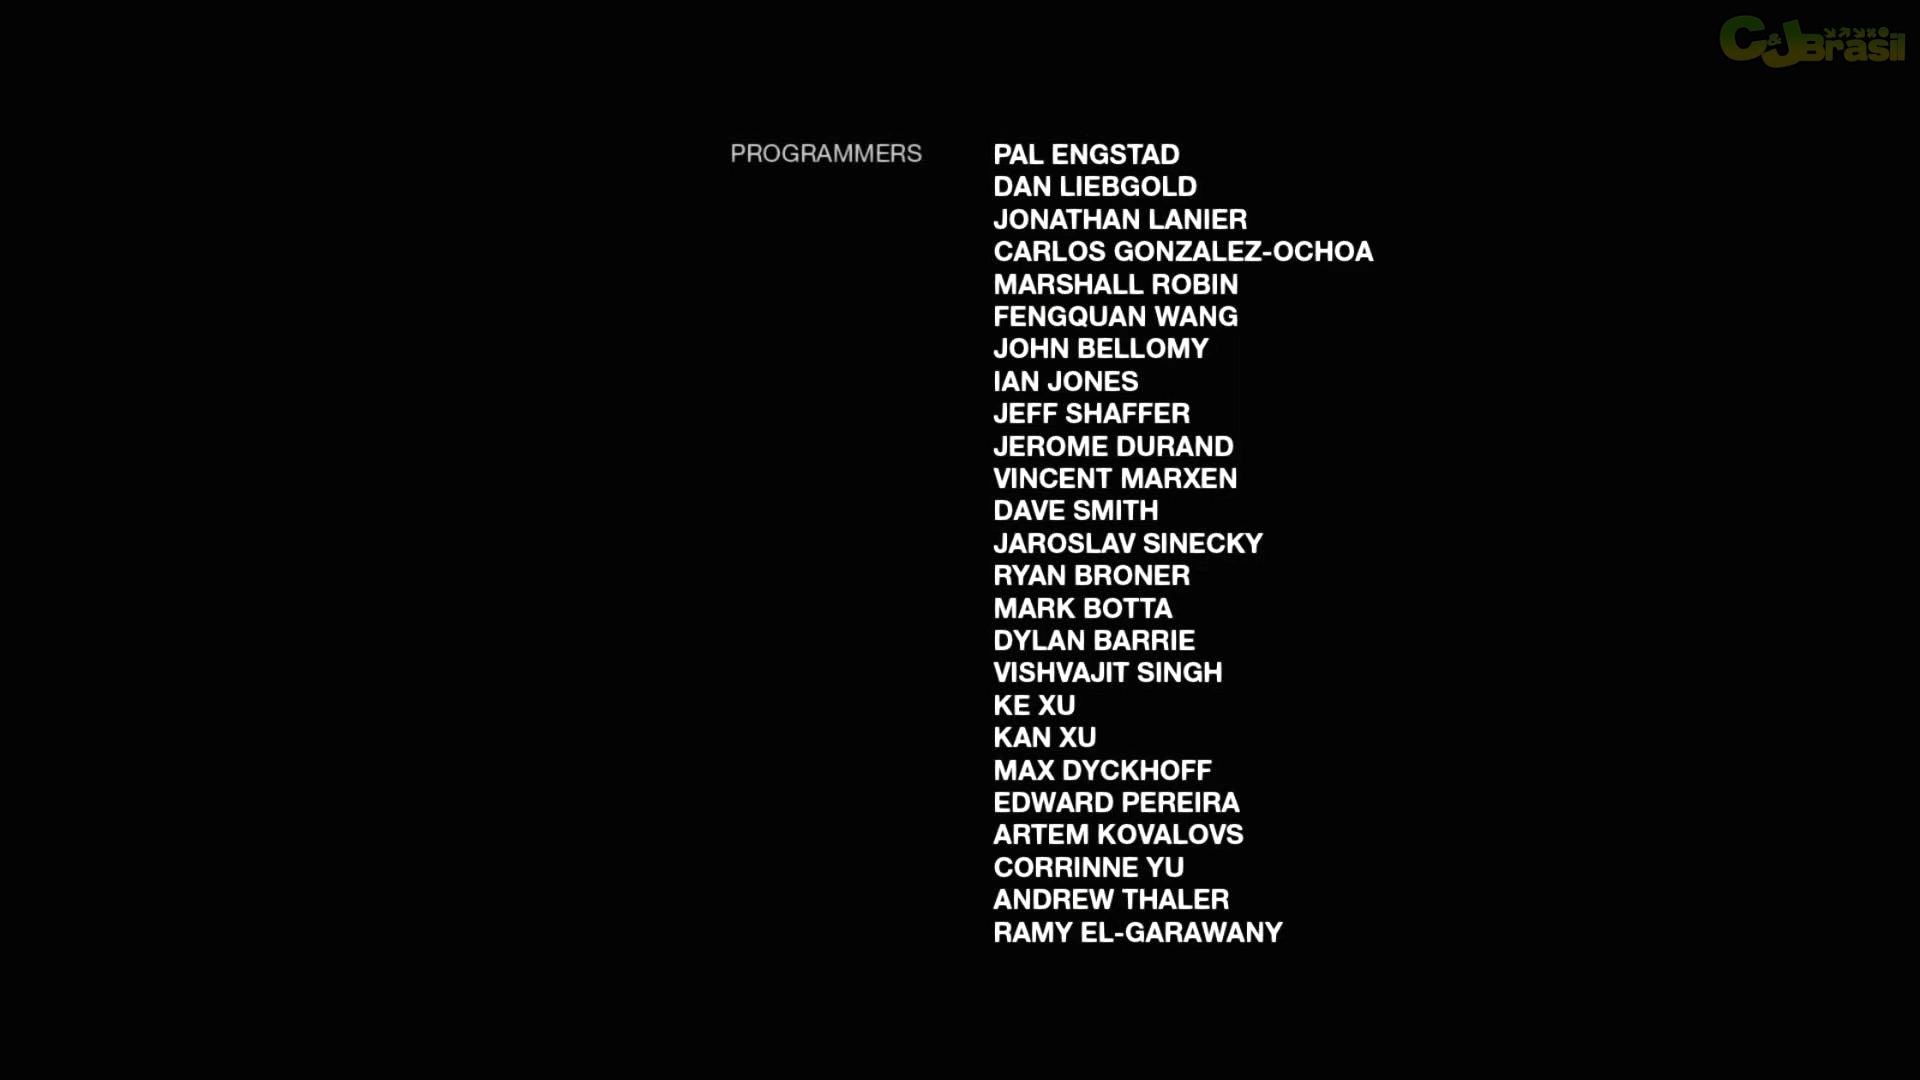 C&J Brasil
PROGRAMMERS
PAL ENGSTAD
DAN LIEBGOLD
JONATHAN LANIER
CARLOS GONZALEZ-OCHOA
MARSHALL ROBIN
FENGQUAN WANG
JOHN BELLOMY
IAN JONES
JEFF SHAFFER
JEROME DURAND
VINCENT MARXEN
DAVE SMITH
JAROSLAV SINECKY
RYAN BRONER
MARK BOTTA
DYLAN BARRIE
VISHVAJIT SINGH
KE XU
KAN XU
MAX DYCKHOFF
EDWARD PEREIRA
ARTEM KOVALOVS
CORRINNE YU
ANDREW THALER
RAMY EL-GARAWANY